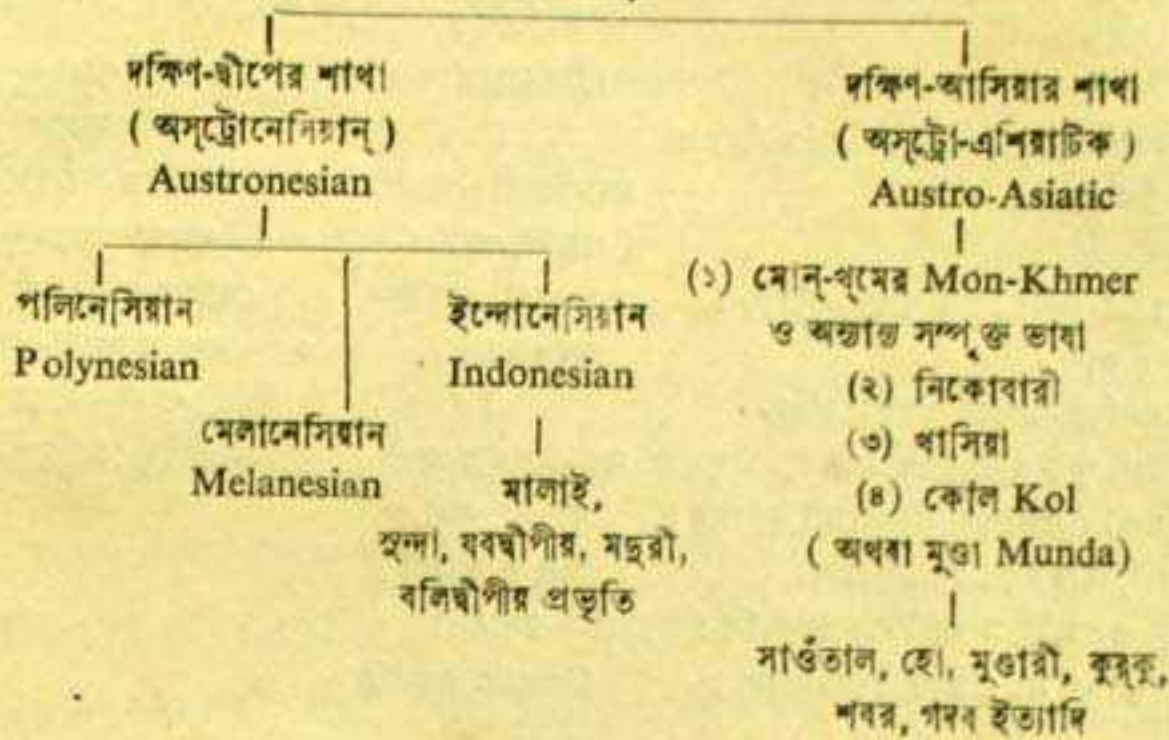 দক্ষিণ-দ্বীপের শাখা
( অস্‌ট্রোনেসিয়ান্ )
Austronesian
পলিনেসিয়ান
Polynesian
মেলানেসিয়ান
Melanesian
ইন্দোনেসিয়ান
Indonesian
মালাই,
সুন্দা, যবদ্বীপীয়, মদুরী,
বলিদ্বীপীয় প্রভৃতি
দক্ষিণ-আসিয়ার শাখা
( অস্‌ট্রো-এশিয়াটিক )
Austro-Asiatic
(১) মোন্-খ্‌মের Mon-Khmer
ও অন্যান্য সম্পৃক্ত ভাষা
(২) নিকোবারী
(৩) খাসিয়া
(৪) কোল Kol
( অথবা মুণ্ডা Munda)
সাওঁতাল, হো, মুণ্ডারী, কুর্‌কু,
শবর, গদব ইত্যাদি